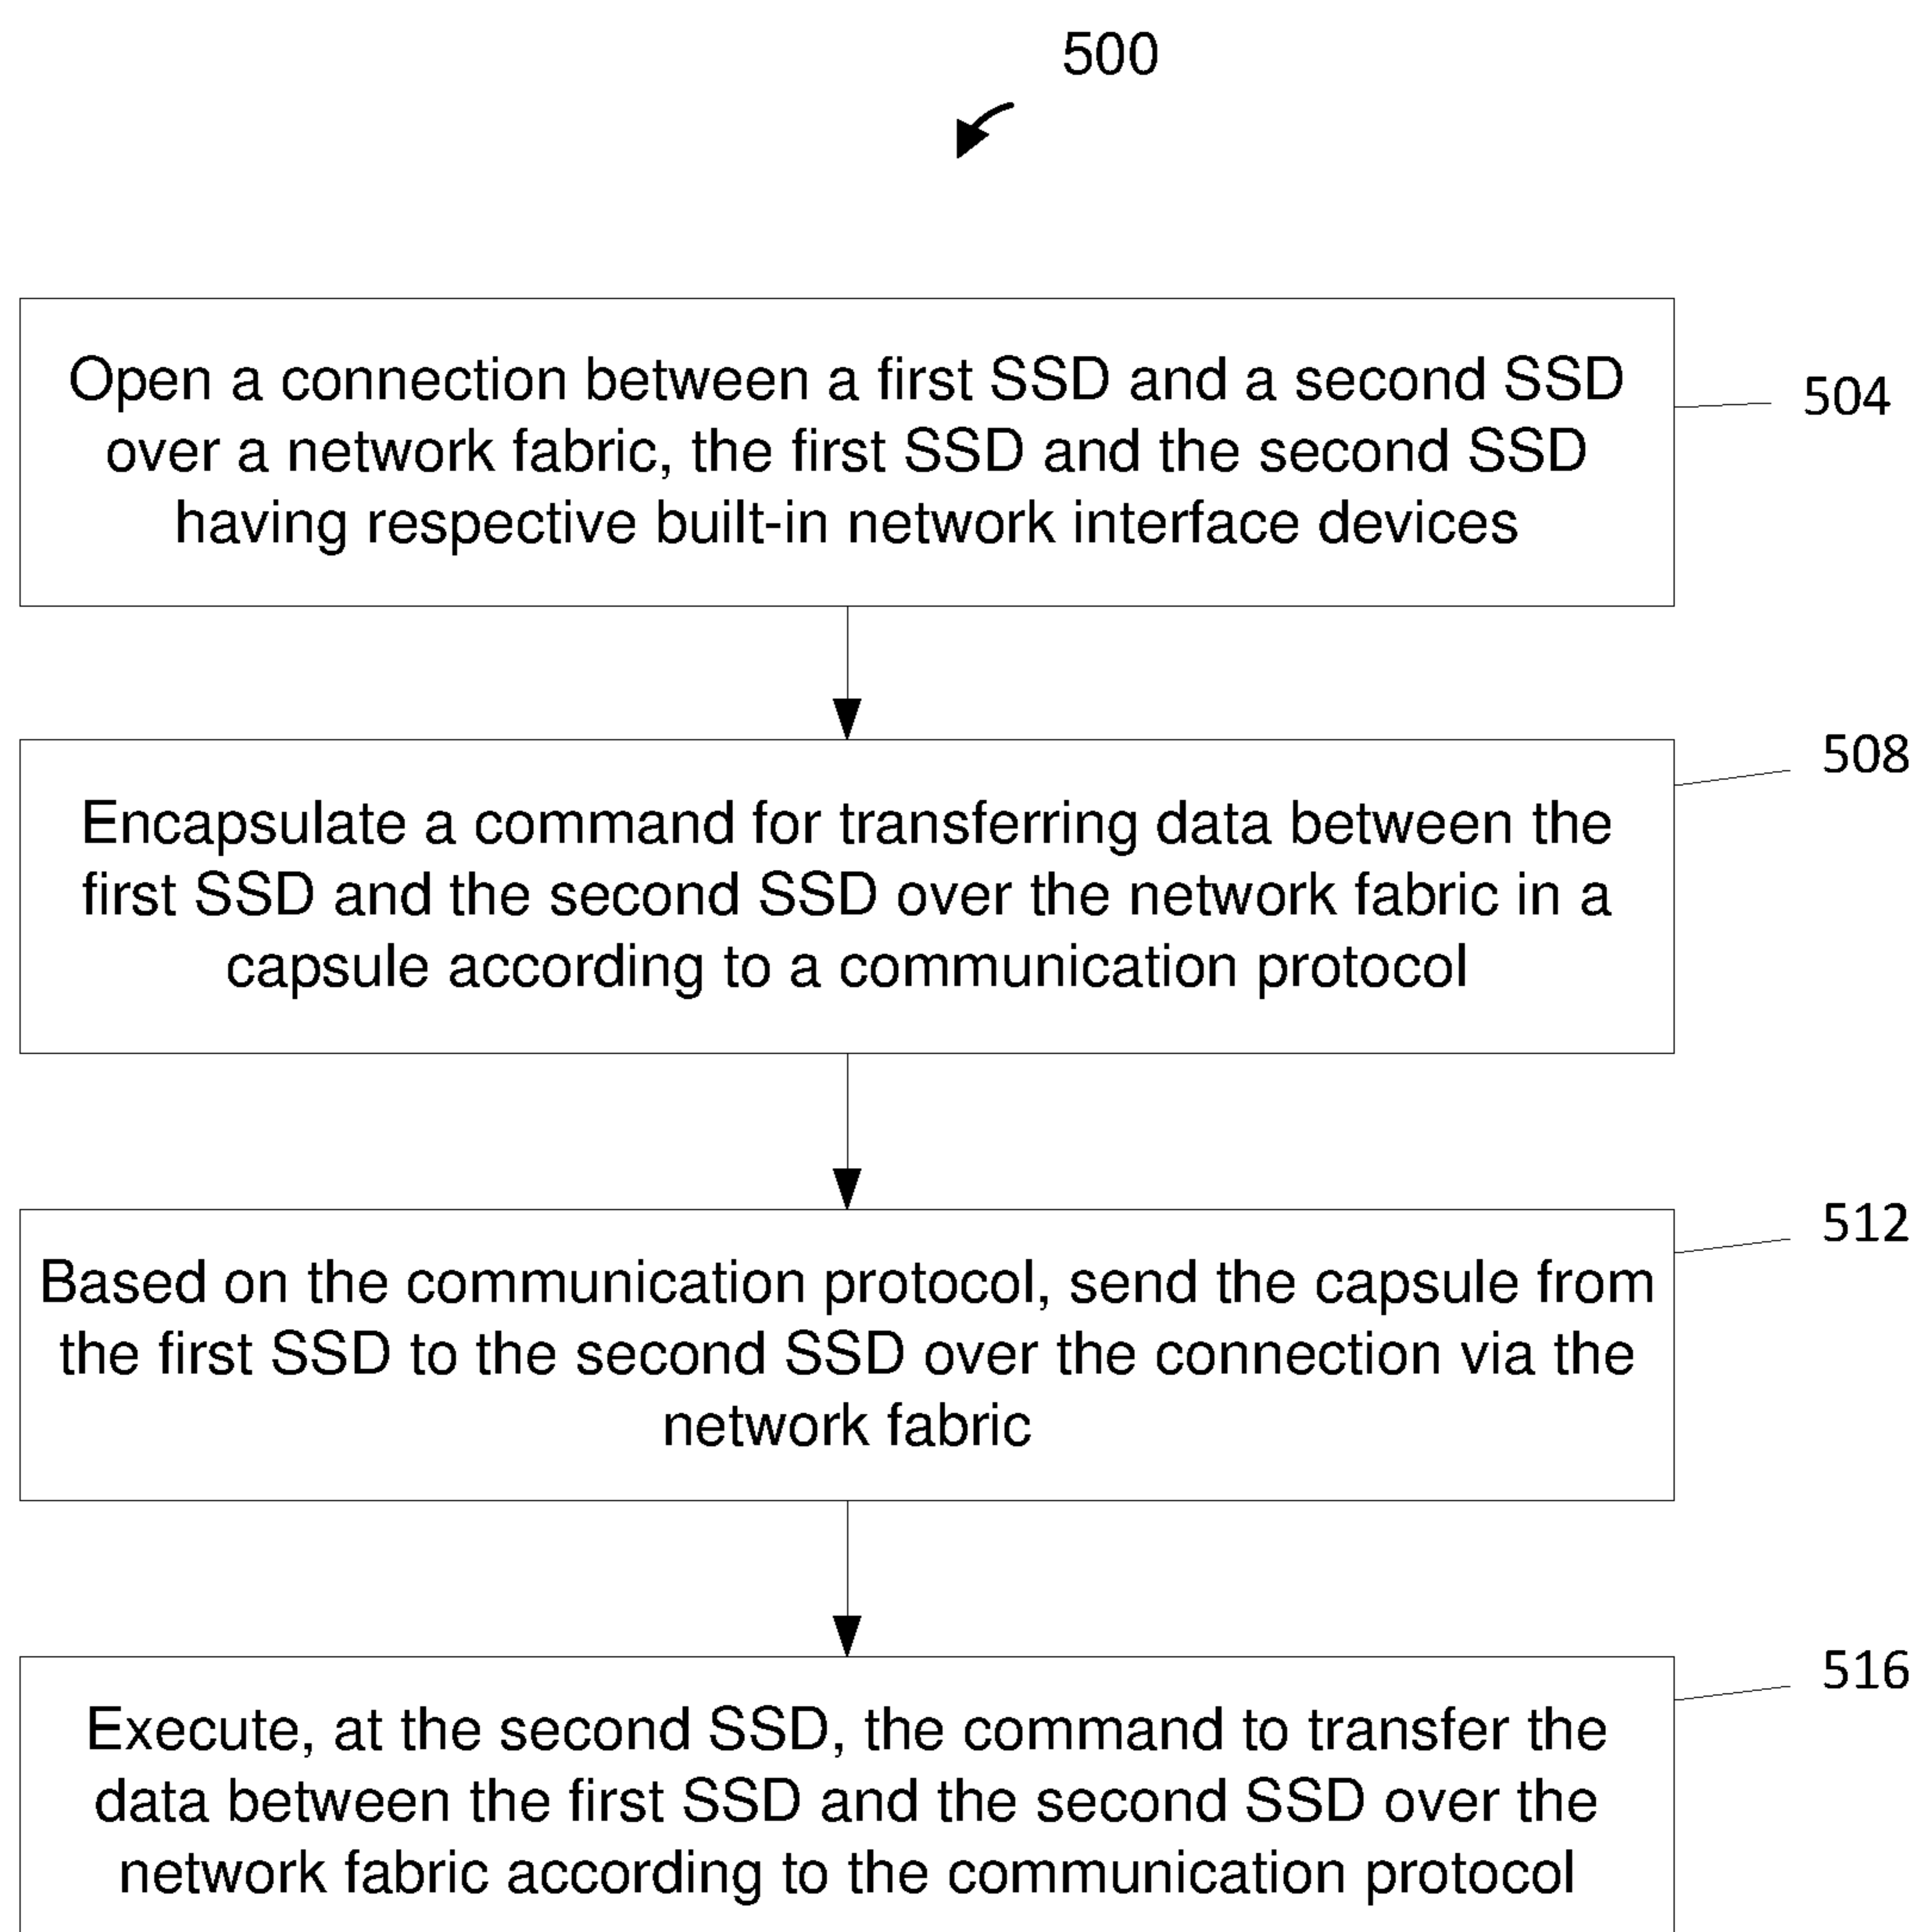 500
Open a connection between a first SSD and a second SSD
over a network fabric, the first SSD and the second SSD
having respective built-in network interface devices
504
Encapsulate a command for transferring data between the
first SSD and the second SSD over the network fabric in a
capsule according to a communication protocol
508
Based on the communication protocol, send the capsule from
the first SSD to the second SSD over the connection via the
network fabric
512
Execute, at the second SSD, the command to transfer the
data between the first SSD and the second SSD over the
network fabric according to the communication protocol
516